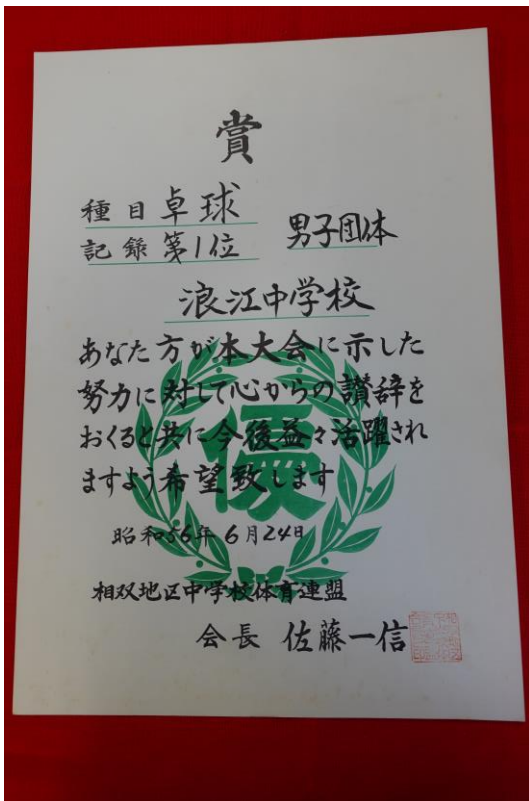 賞
種目卓球
記録第1位 男子団体
浪江中学校
あなた方が本大会に示した
努力に対して心からの讃辞を
おくると共に今後益々活躍され
ますよう希望致します
優
昭和56年6月24日
相双地区中学校体育連盟
会長 佐藤一信